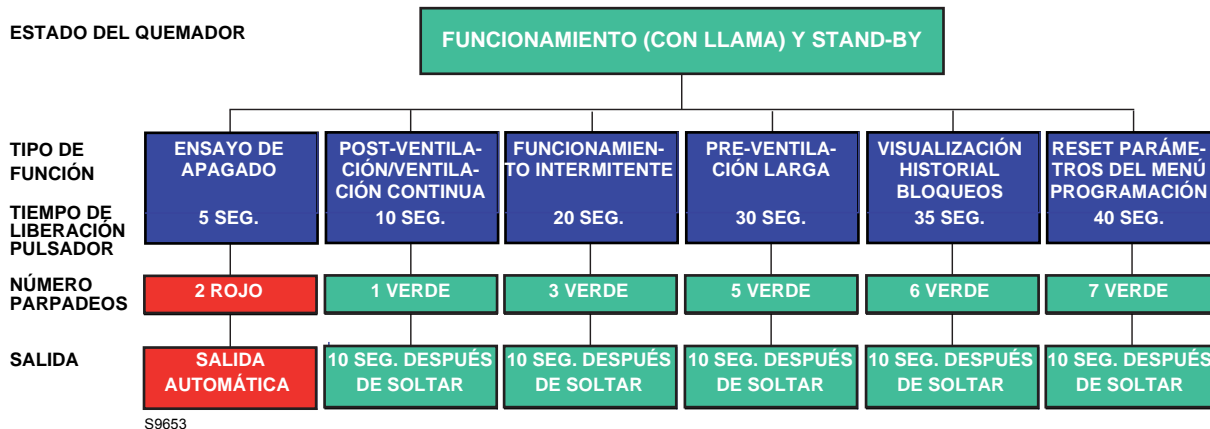 ESTADO DEL QUEMADOR
FUNCIONAMIENTO (CON LLAMA) Y STAND-BY
TIPO DE
FUNCIÓN
ENSAYO DE
APAGADO
POST-VENTILA-
CIÓN/VENTILA-
CIÓN CONTINUA
FUNCIONAMIEN-
TO INTERMITENTE
PRE-VENTILA-
CIÓN LARGA
VISUALIZACIÓN
HISTORIAL
BLOQUEOS
RESET PARÁME-
TROS DEL MENÚ
PROGRAMACIÓN
TIEMPO DE
LIBERACIÓN
PULSADOR
5 SEG.
10 SEG.
20 SEG.
30 SEG.
35 SEG.
40 SEG.
NÚMERO
PARPADEOS
2 ROJO
1 VERDE
3 VERDE
5 VERDE
6 VERDE
7 VERDE
SALIDA
SALIDA
AUTOMÁTICA
10 SEG. DESPUÉS
DE SOLTAR
10 SEG. DESPUÉS
DE SOLTAR
10 SEG. DESPUÉS
DE SOLTAR
10 SEG. DESPUÉS
DE SOLTAR
10 SEG. DESPUÉS
DE SOLTAR
S9653